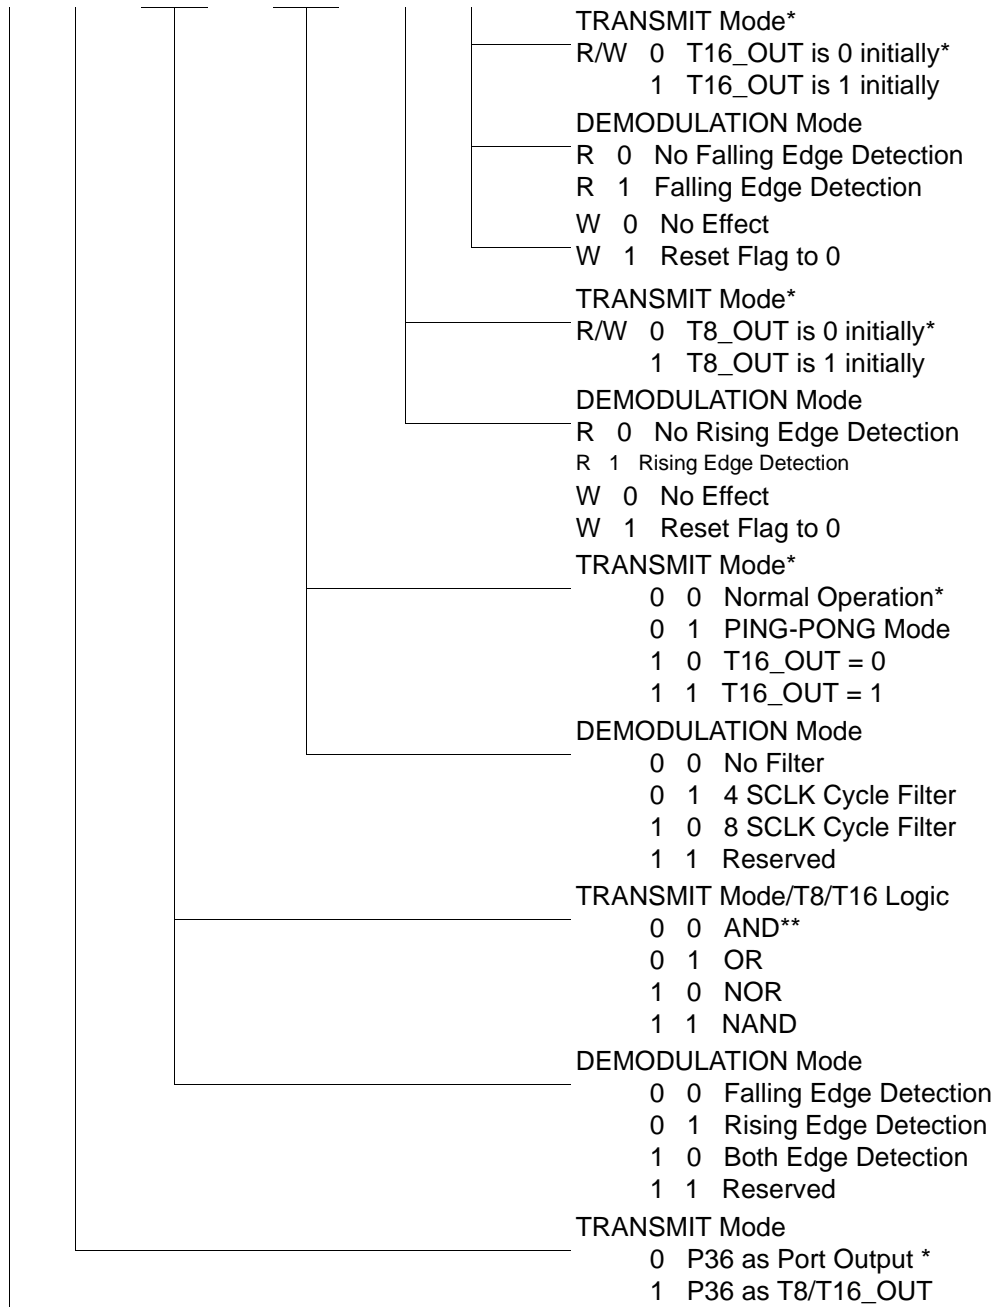 TRANSMIT Mode*
R/W 0 T16_OUT is 0 initially*
1 T16_OUT is 1 initially
DEMODULATION Mode
R 0 No Falling Edge Detection
R 1 Falling Edge Detection
W 0 No Effect
W 1 Reset Flag to 0
TRANSMIT Mode*
R/W 0 T8_OUT is 0 initially*
1 T8_OUT is 1 initially
DEMODULATION Mode
R 0 No Rising Edge Detection
R 1 Rising Edge Detection
W 0 No Effect
W 1 Reset Flag to 0
TRANSMIT Mode*
0 0 Normal Operation*
0 1 PING-PONG Mode
1 0 T16_OUT = 0
1 1 T16_OUT = 1
DEMODULATION Mode
0 0 No Filter
0 1 4 SCLK Cycle Filter
1 0 8 SCLK Cycle Filter
1 1 Reserved
TRANSMIT Mode/T8/T16 Logic
0 0 AND**
0 1 OR
1 0 NOR
1 1 NAND
DEMODULATION Mode
0 0 Falling Edge Detection
0 1 Rising Edge Detection
1 0 Both Edge Detection
1 1 Reserved
TRANSMIT Mode
0 P36 as Port Output *
1 P36 as T8/T16_OUT